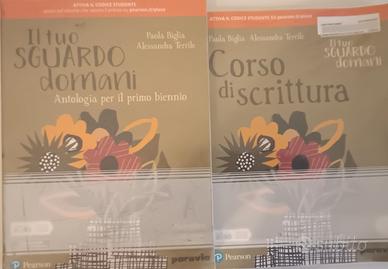 ATTIVA IL CODICE STUDENTE
Paola Biglia
Alessandra Terrile
Il tuo
SGUARDO
domani
Antologia per il primo biennio
Pearson
paravia
ATTIVA IL CODICE STUDENTE
Paola Biglia Alessandra Terrile
Il tuo
SGUARDO
domani
Corso
di scrittura
Pearson